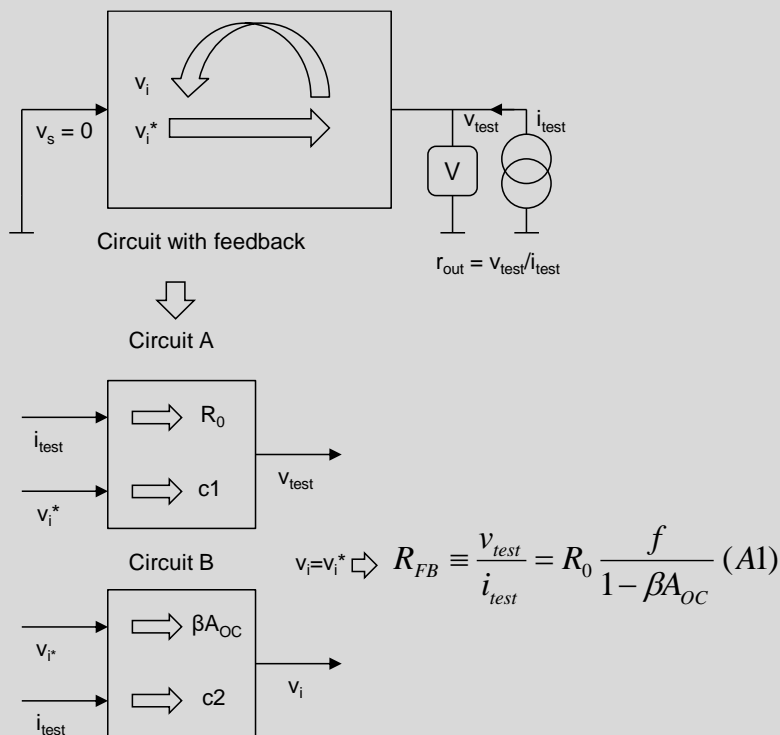 v_i
v_s = 0
v_i*
v_test
i_test
V
Circuit with feedback
r_out = v_test/i_test
Circuit A
R_0
i_test
v_test
c1
v_i*
Circuit B
v_i=v_i* R_FB ≡ v_test/i_test = R_0 f/(1 − βA_OC) (A1)
βA_OC
v_i*
v_i
c2
i_test